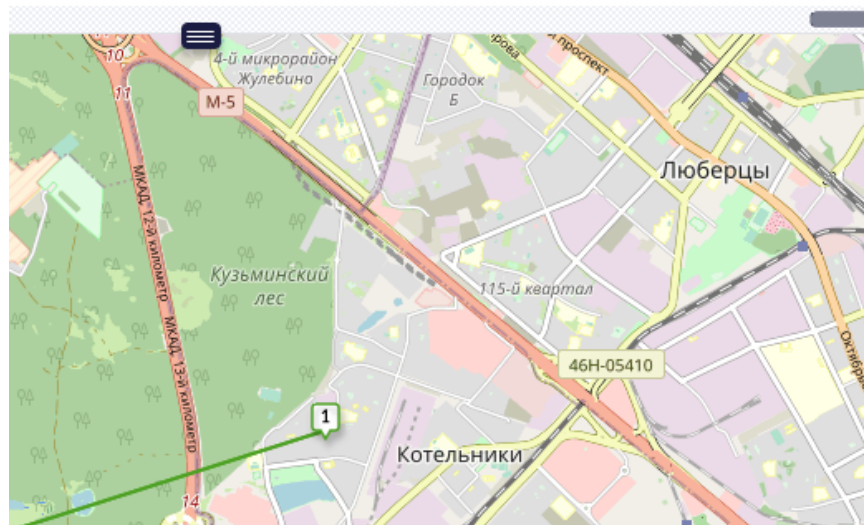 10
11
4-й микрорайон
Жулебино
М-5
Городок
Б
й проспект
Люберцы
МКАД, 12-й километр
Кузьминский
лес
115-й квартал
МКАД, 13-й километр
46Н-05410
1
Котельники
14